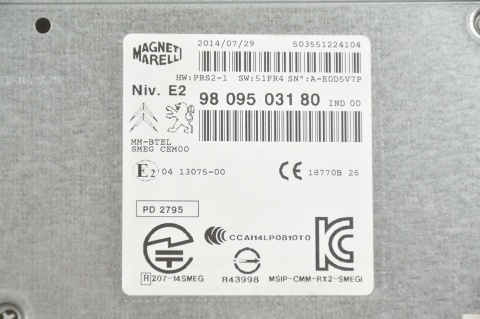 MAGNETI MARELLI
2014/07/29 503551224104
HW:PRS2-1 SW:51FR4 SN°:A-E0D5V7P
Niv. E2
98 095 031 80 IND 00
MM-BTEL
SMEG CEM00
E2 04 13075-00
CE 18770B 26
PD 2795
CCAI14LP0810T0
R 207-14SMEG
R43998
MSIP-CMM-RX2-SMEGI